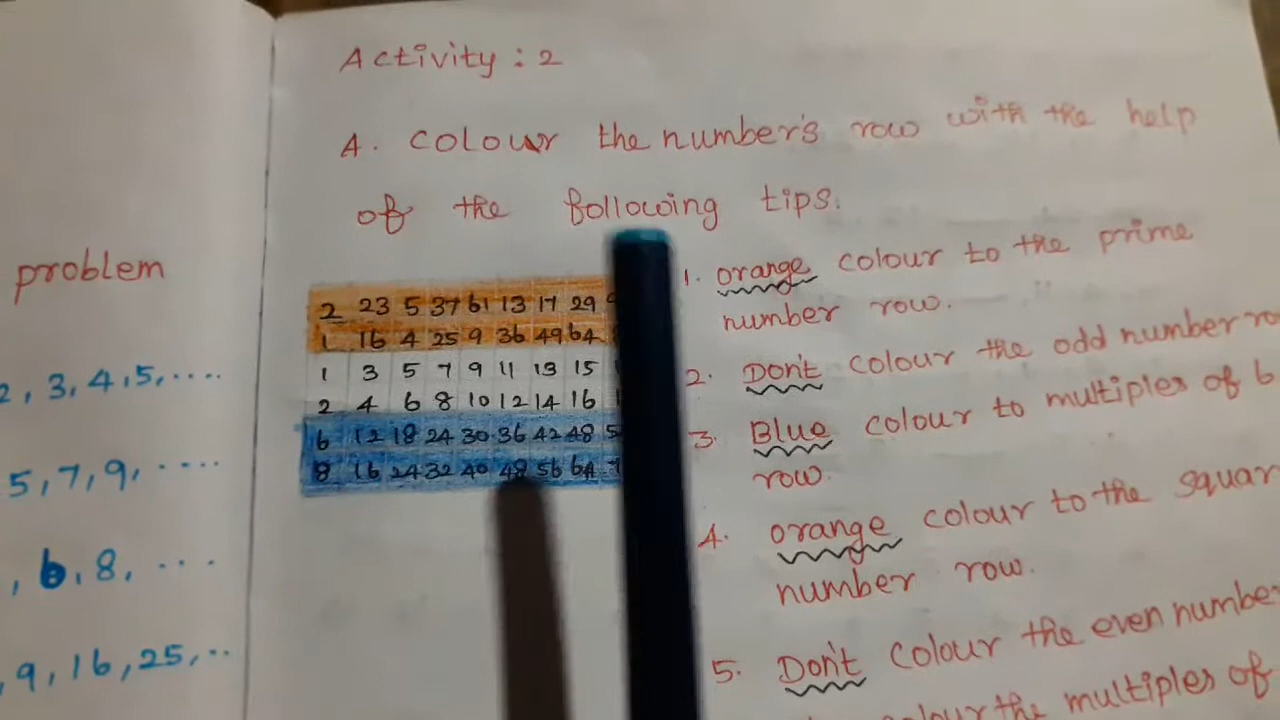 Activity : 2
A. Colour the number's row with the help
of the following tips.
problem
2, 3, 4, 5, ....
5, 7, 9, ....
, 6, 8, ...
, 9, 16, 25, ..
2 23 5 37 61 13 17 29
1 16 4 25 9 36 49 64
1 3 5 7 9 11 13 15
2 4 6 8 10 12 14 16
6 12 18 24 30 36 42 48
8 16 24 32 40 48 56 64
1. orange colour to the prime
number row.
2. Don't colour the odd number
3. Blue colour to multiples of 6
row.
4. orange colour to the
number row.
5. Don't colour the even
the multiples of